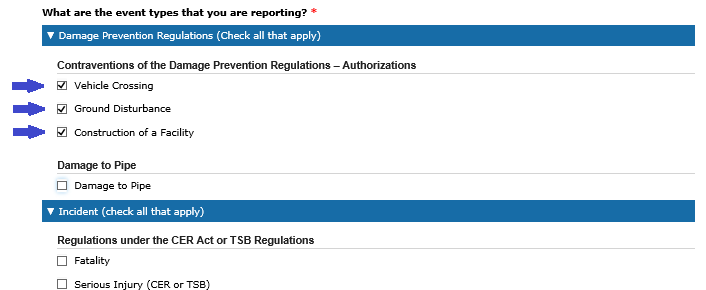 What are the event types that you are reporting? *
▼ Damage Prevention Regulations (Check all that apply)
Contraventions of the Damage Prevention Regulations – Authorizations
Vehicle Crossing
Ground Disturbance
Construction of a Facility
Damage to Pipe
Damage to Pipe
▼ Incident (check all that apply)
Regulations under the CER Act or TSB Regulations
Fatality
Serious Injury (CER or TSB)